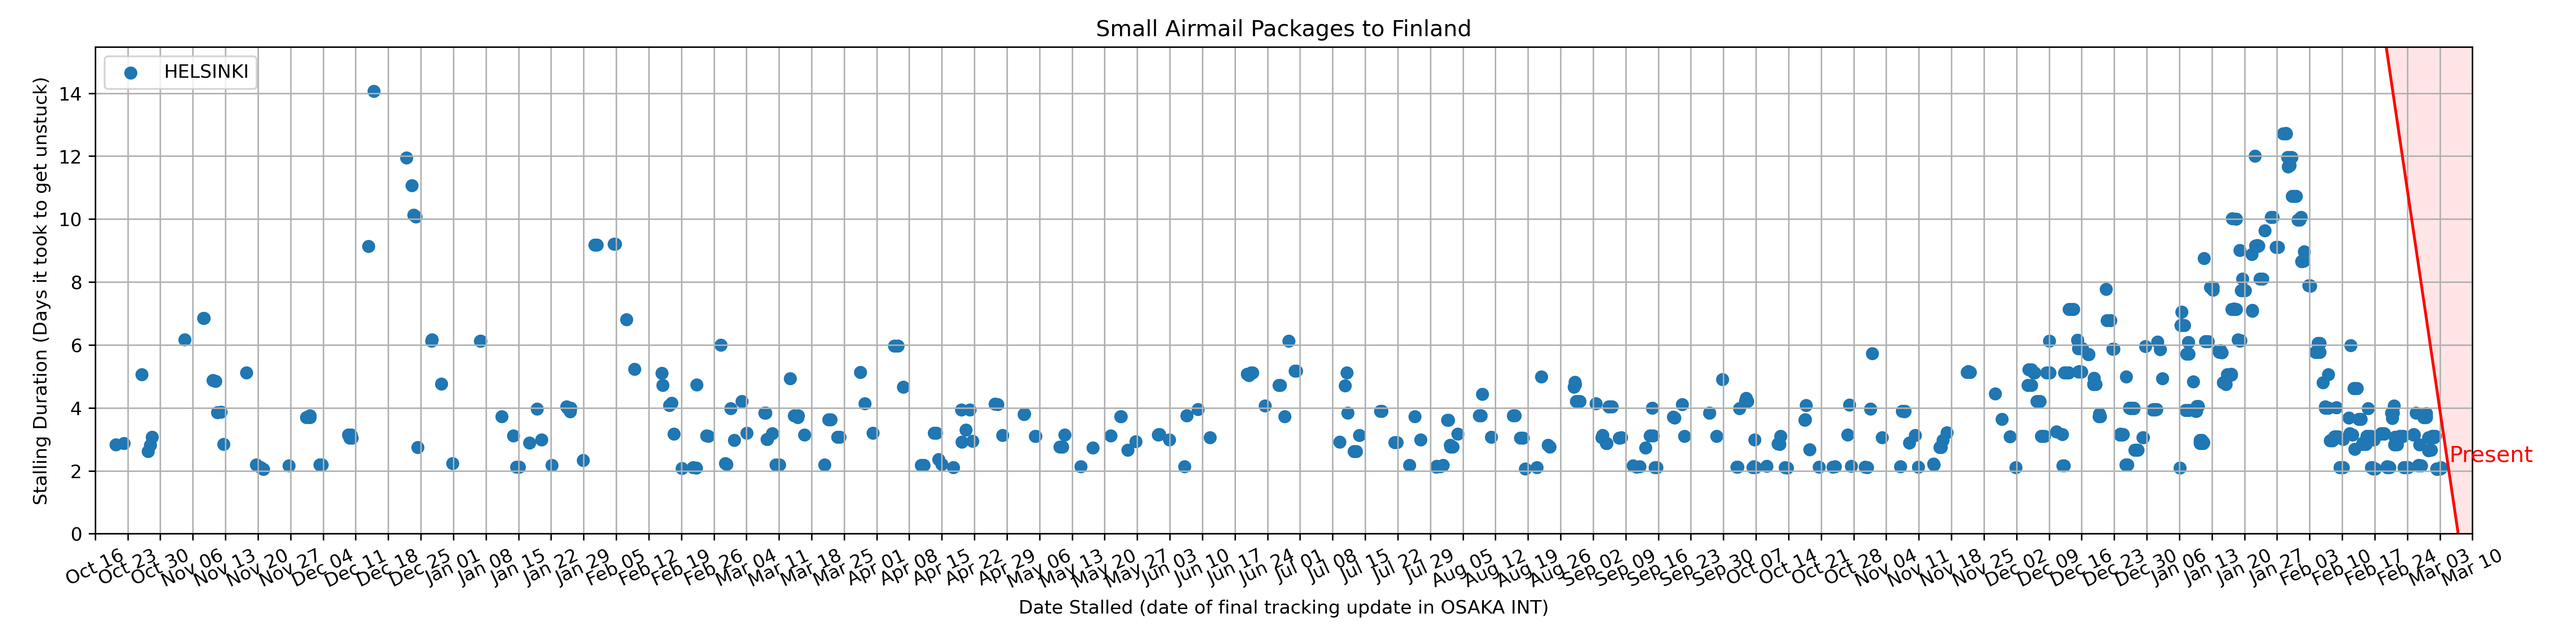 Small Airmail Packages to Finland
HELSINKI
Stalling Duration (Days it took to get unstuck)
14
12
10
8
6
4
2
0
Present
Oct 16 Oct 23 Oct 30 Nov 06 Nov 13 Nov 20 Nov 27 Dec 04 Dec 11 Dec 18 Dec 25 Jan 01 Jan 08 Jan 15 Jan 22 Jan 29 Feb 05 Feb 12 Feb 19 Feb 26 Mar 04 Mar 11 Mar 18 Mar 25 Apr 01 Apr 08 Apr 15 Apr 22 Apr 29 May 06 May 13 May 20 May 27 Jun 03 Jun 10 Jun 17 Jun 24 Jul 01 Jul 08 Jul 15 Jul 22 Jul 29 Aug 05 Aug 12 Aug 19 Aug 26 Sep 02 Sep 09 Sep 16 Sep 23 Sep 30 Oct 07 Oct 14 Oct 21 Oct 28 Nov 04 Nov 11 Nov 18 Nov 25 Dec 02 Dec 09 Dec 16 Dec 23 Dec 30 Jan 06 Jan 13 Jan 20 Jan 27 Feb 03 Feb 10 Feb 17 Feb 24 Mar 03 Mar 10
Date Stalled (date of final tracking update in OSAKA INT)